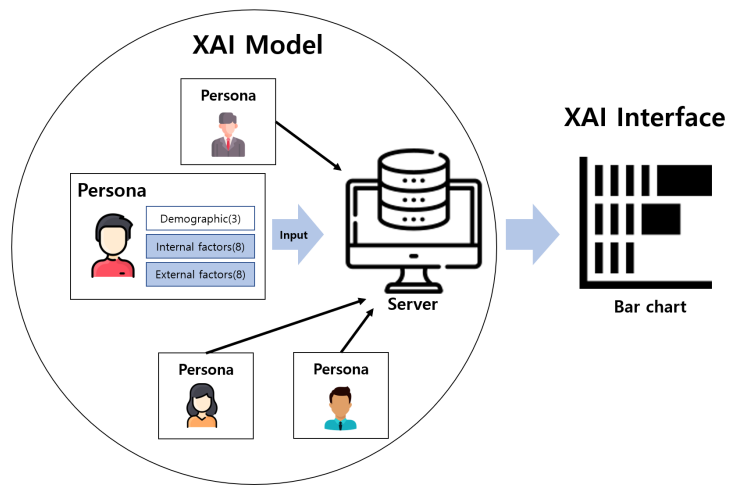 XAI Model
Persona
Persona
Demographic(3)
Internal factors(8)
External factors(8)
Input
Server
Persona
Persona
XAI Interface
Bar chart